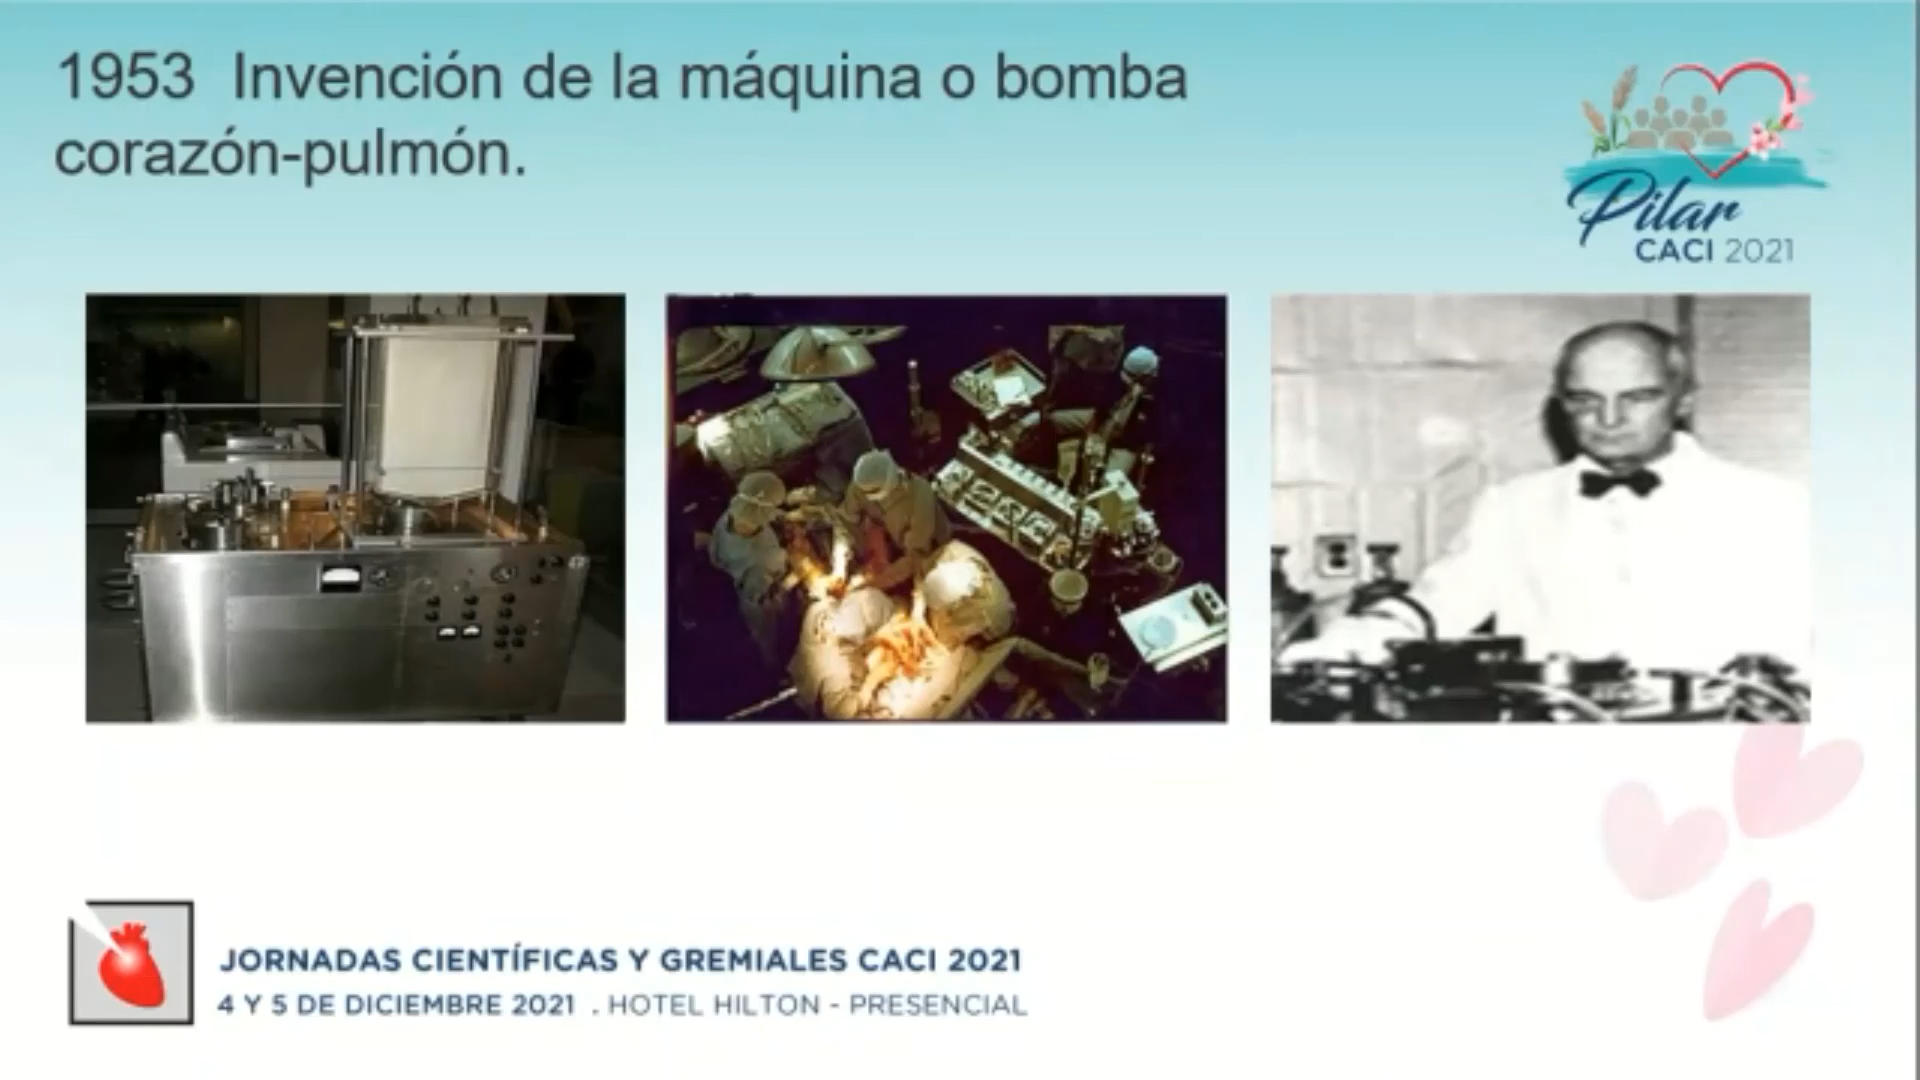 1953 Invención de la máquina o bomba
corazón-pulmón.
Pilar
CACI 2021
JORNADAS CIENTÍFICAS Y GREMIALES CACI 2021
4 Y 5 DE DICIEMBRE 2021 . HOTEL HILTON - PRESENCIAL